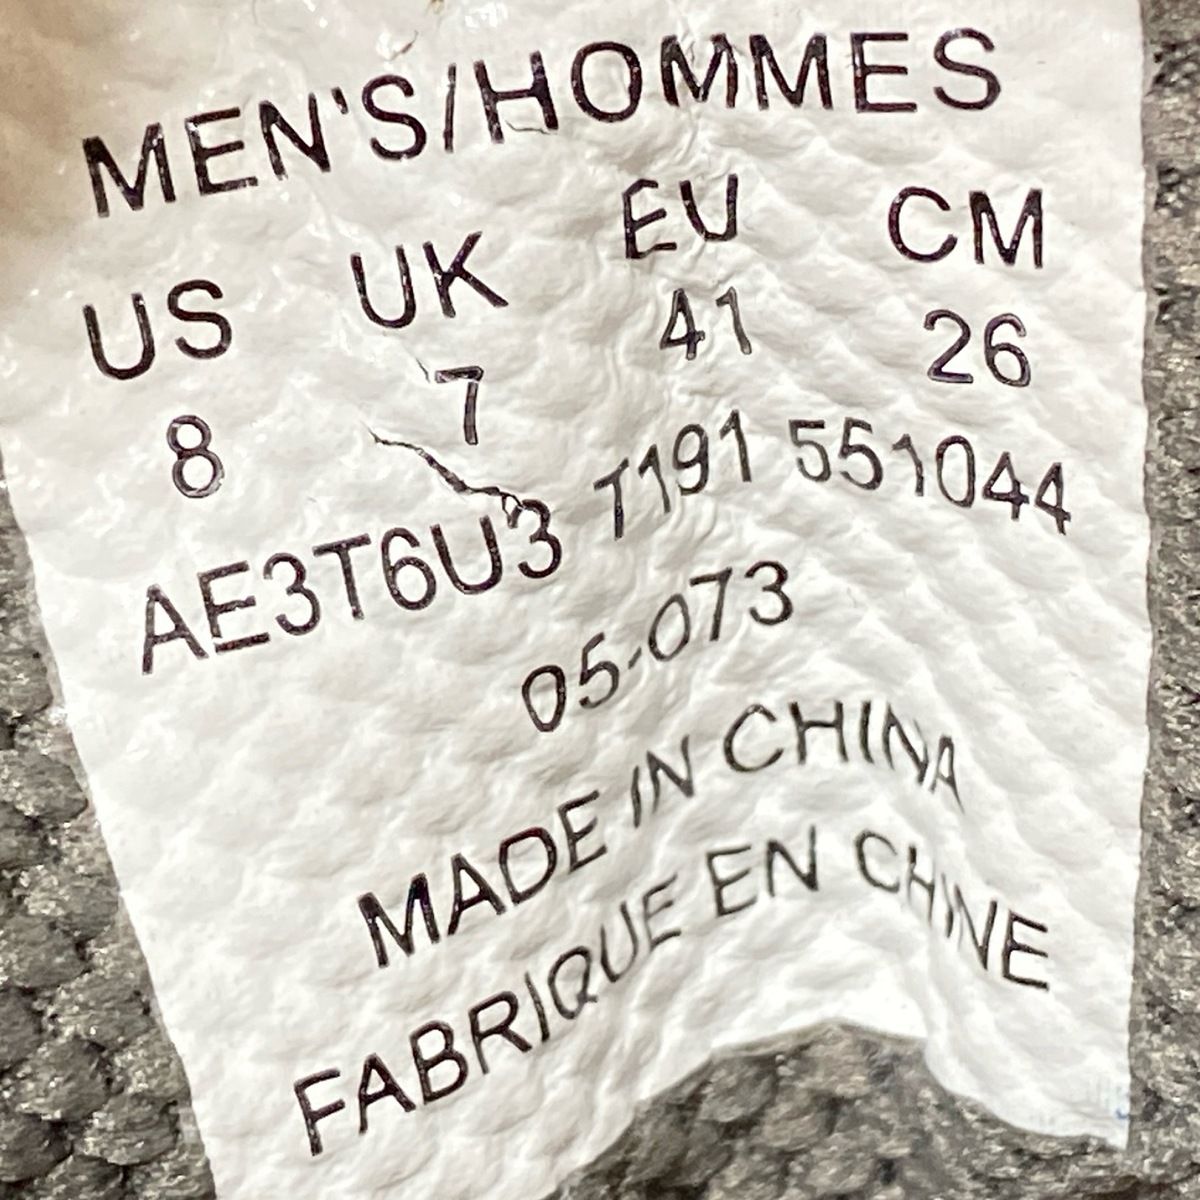 MEN'S/HOMMES
US UK EU CM
8 7 41 26
AE3T6U3 T191 551044
05-073
MADE IN CHINA
FABRIQUE EN CHINE